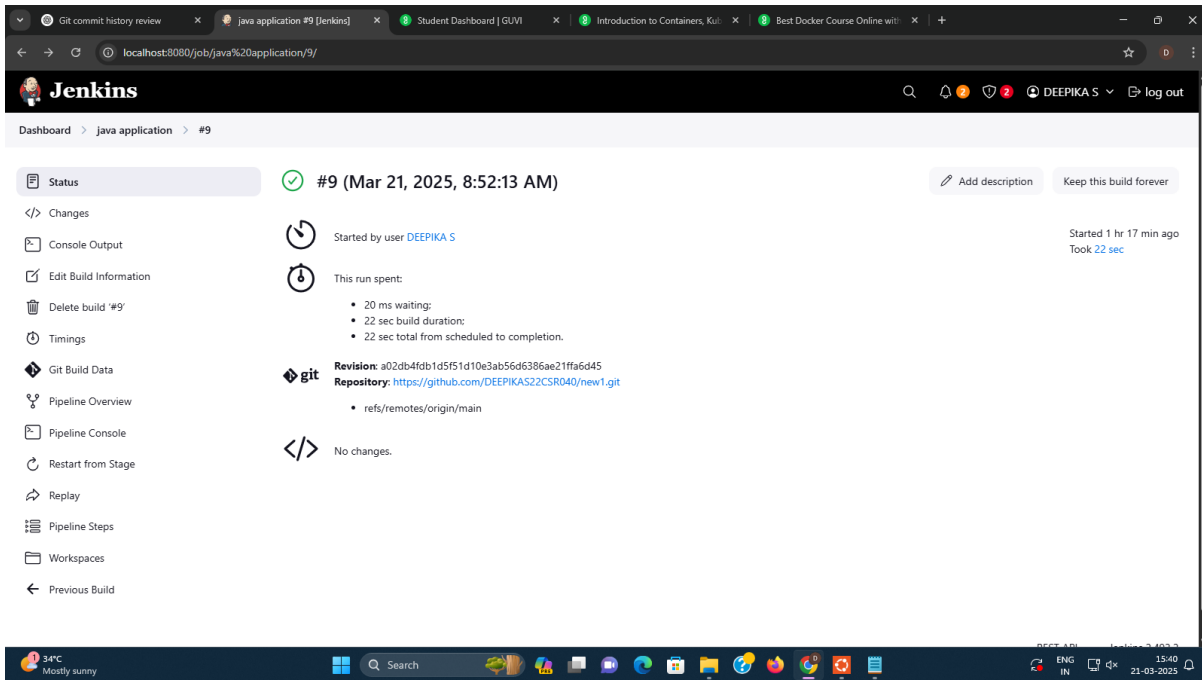 Git commit history review
java application #9 [Jenkins]
Student Dashboard | GUVI
Introduction to Containers, Kub
Best Docker Course Online with
localhost:8080/job/java%20application/9/
D
Jenkins
2
2
DEEPIKA S
log out
Dashboard > java application > #9
Status
Changes
Console Output
Edit Build Information
Delete build '#9'
Timings
Git Build Data
Pipeline Overview
Pipeline Console
Restart from Stage
Replay
Pipeline Steps
Workspaces
Previous Build
#9 (Mar 21, 2025, 8:52:13 AM)
Add description
Keep this build forever
Started by user DEEPIKA S
Started 1 hr 17 min ago
Took 22 sec
This run spent:
• 20 ms waiting;
• 22 sec build duration;
• 22 sec total from scheduled to completion.
git
Revision: a02db4fdb1d5f51d10e3ab56d6386ae21ffa6d45
Repository: https://github.com/DEEPIKAS22CSR040/new1.git
• refs/remotes/origin/main
No changes.
1
34°C
Mostly sunny
Search
ENG
IN
15:40
21-03-2025